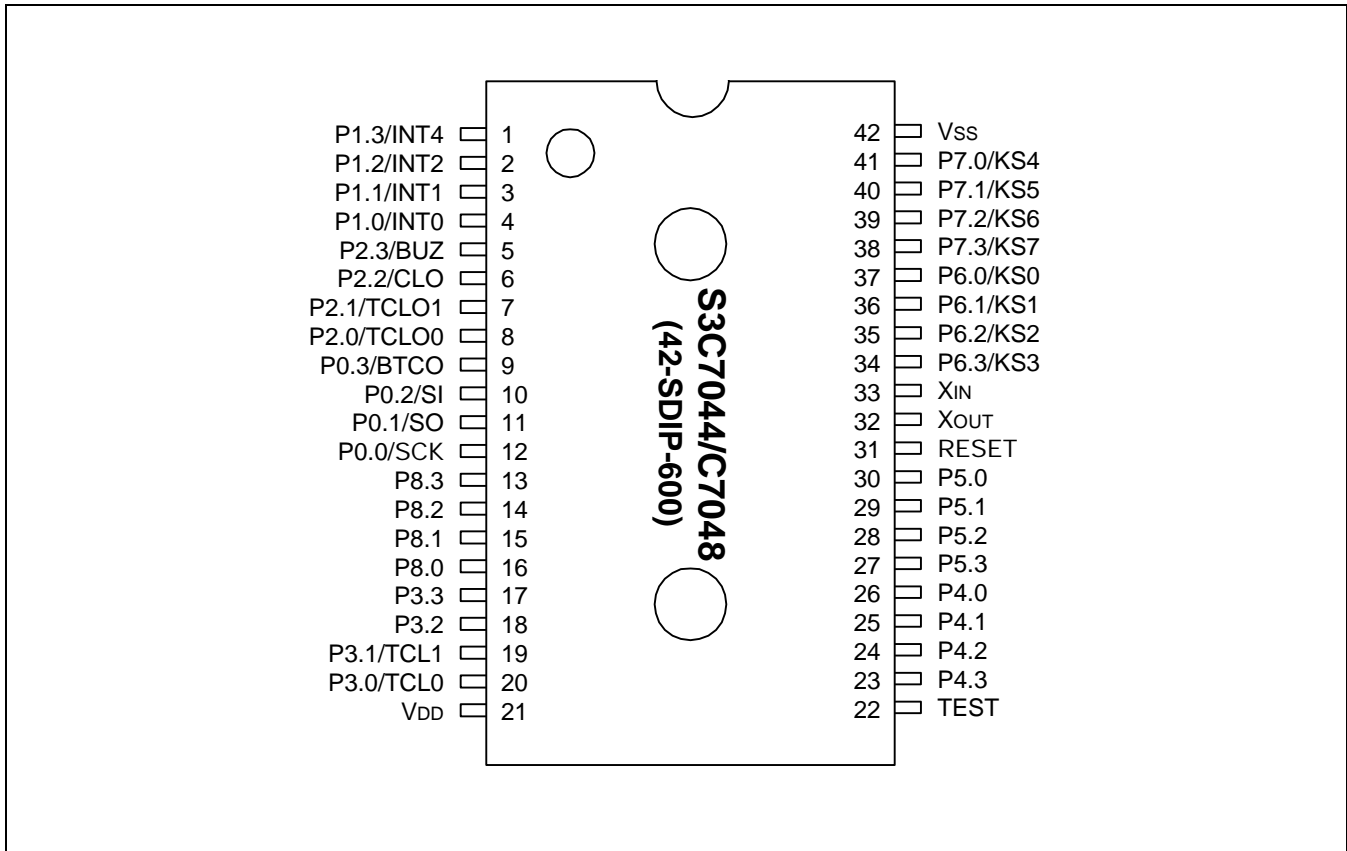 P1.3/INT4 1
P1.2/INT2 2
P1.1/INT1 3
P1.0/INT0 4
P2.3/BUZ 5
P2.2/CLO 6
P2.1/TCLO1 7
P2.0/TCLO0 8
P0.3/BTCO 9
P0.2/SI 10
P0.1/SO 11
P0.0/SCK 12
P8.3 13
P8.2 14
P8.1 15
P8.0 16
P3.3 17
P3.2 18
P3.1/TCL1 19
P3.0/TCL0 20
VDD 21
S3C7044/C7048
(42-SDIP-600)
42 VSS
41 P7.0/KS4
40 P7.1/KS5
39 P7.2/KS6
38 P7.3/KS7
37 P6.0/KS0
36 P6.1/KS1
35 P6.2/KS2
34 P6.3/KS3
33 XIN
32 XOUT
31 RESET
30 P5.0
29 P5.1
28 P5.2
27 P5.3
26 P4.0
25 P4.1
24 P4.2
23 P4.3
22 TEST